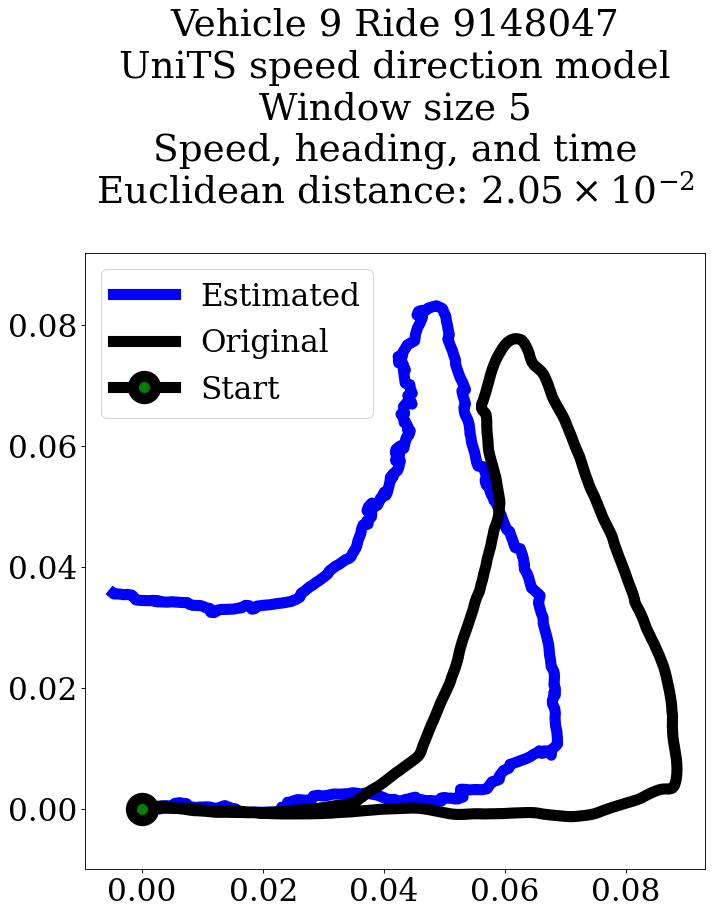 Vehicle 9 Ride 9148047
UniTS speed direction model
Window size 5
Speed, heading, and time
Euclidean distance: 2.05 × 10⁻²
Estimated
Original
Start
0.08
0.06
0.04
0.02
0.00
0.00 0.02 0.04 0.06 0.08